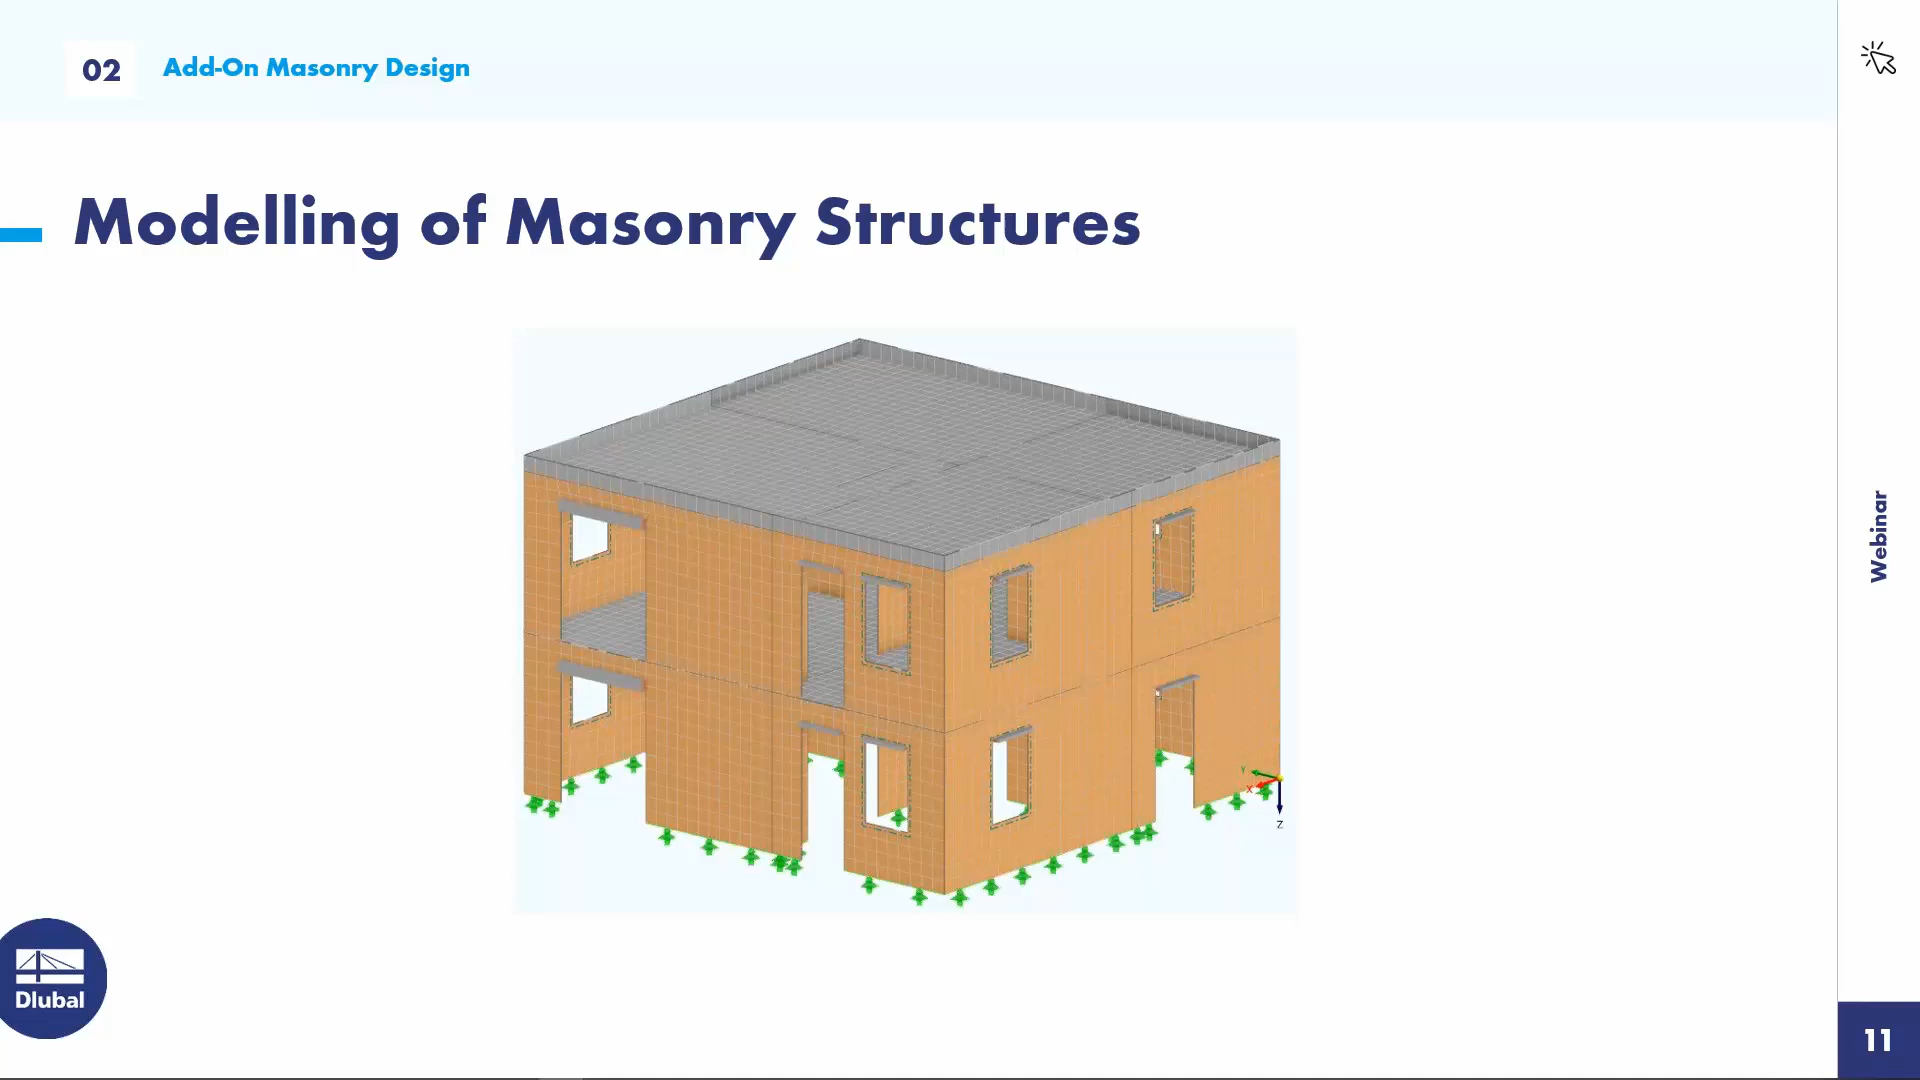 02
Add-On Masonry Design
Modelling of Masonry Structures
Y
X
Z
Webinar
Dlubal
11